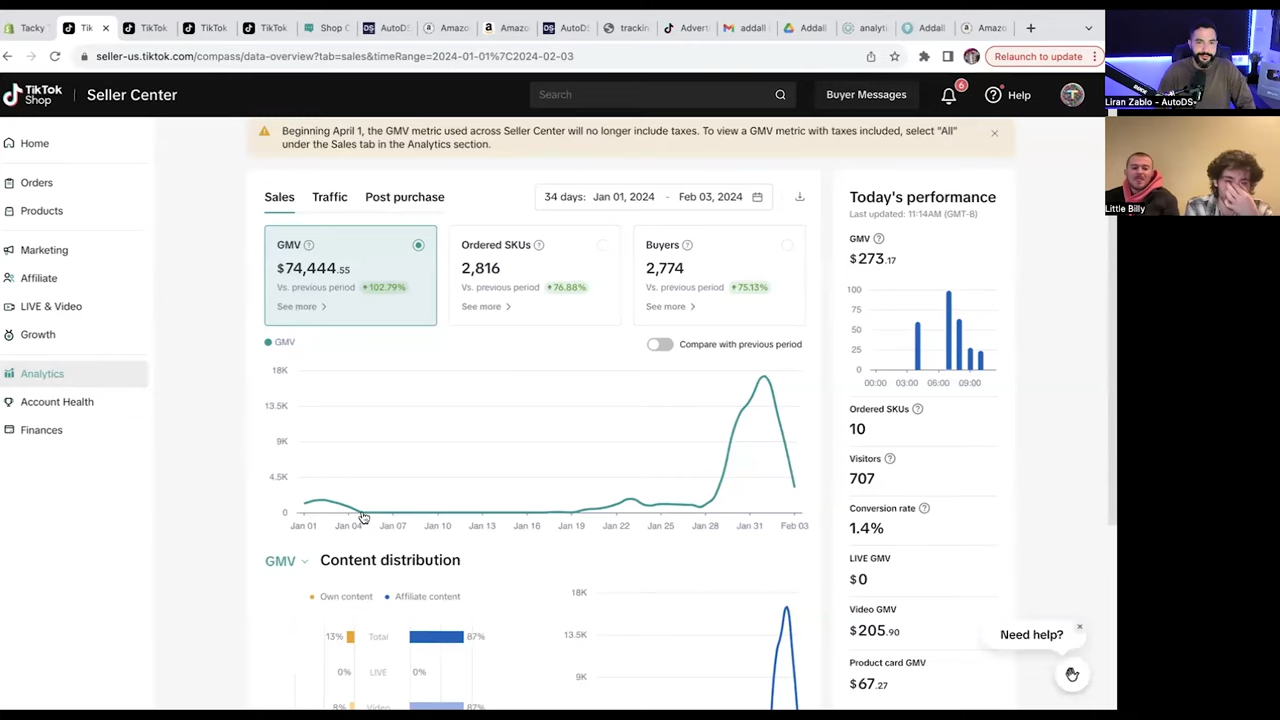 Tacky
Tik
TikTok
TikTok
TikTok
Shop C
AutoDS
Amazo
Amazo
AutoDS
trackin
Advert
addall
Addall
analyti
Addall
Amazo
seller-us.tiktok.com/compass/data-overview?tab=sales&timeRange=2024-01-01%7C2024-02-03
Relaunch to update
TikTok
Shop
Seller Center
Search
Buyer Messages
6
Help
Liran Zablo - AutoDS
Little Billy
Home
Orders
Products
Marketing
Affiliate
LIVE & Video
Growth
Analytics
Account Health
Finances
Beginning April 1, the GMV metric used across Seller Center will no longer include taxes. To view a GMV metric with taxes included, select "All"
under the Sales tab in the Analytics section.
Sales
Traffic
Post purchase
34 days: Jan 01, 2024 - Feb 03, 2024
GMV
$74,444.55
Vs. previous period +102.79%
See more
Ordered SKUs
2,816
Vs. previous period +76.88%
See more
Buyers
2,774
Vs. previous period +75.13%
See more
GMV
Compare with previous period
18K
13.5K
9K
4.5K
0
Jan 01 Jan 04 Jan 07 Jan 10 Jan 13 Jan 16 Jan 19 Jan 22 Jan 25 Jan 28 Jan 31 Feb 03
GMV
Content distribution
Own content
Affiliate content
13% Total 87%
0% LIVE 0%
8% Video 87%
18K
13.5K
9K
Today's performance
Last updated: 11:14AM (GMT-8)
GMV
$273.17
100
75
50
25
0
00:00 03:00 06:00 09:00
Ordered SKUs
10
Visitors
707
Conversion rate
1.4%
LIVE GMV
$0
Video GMV
$205.90
Product card GMV
$67.27
Need help?